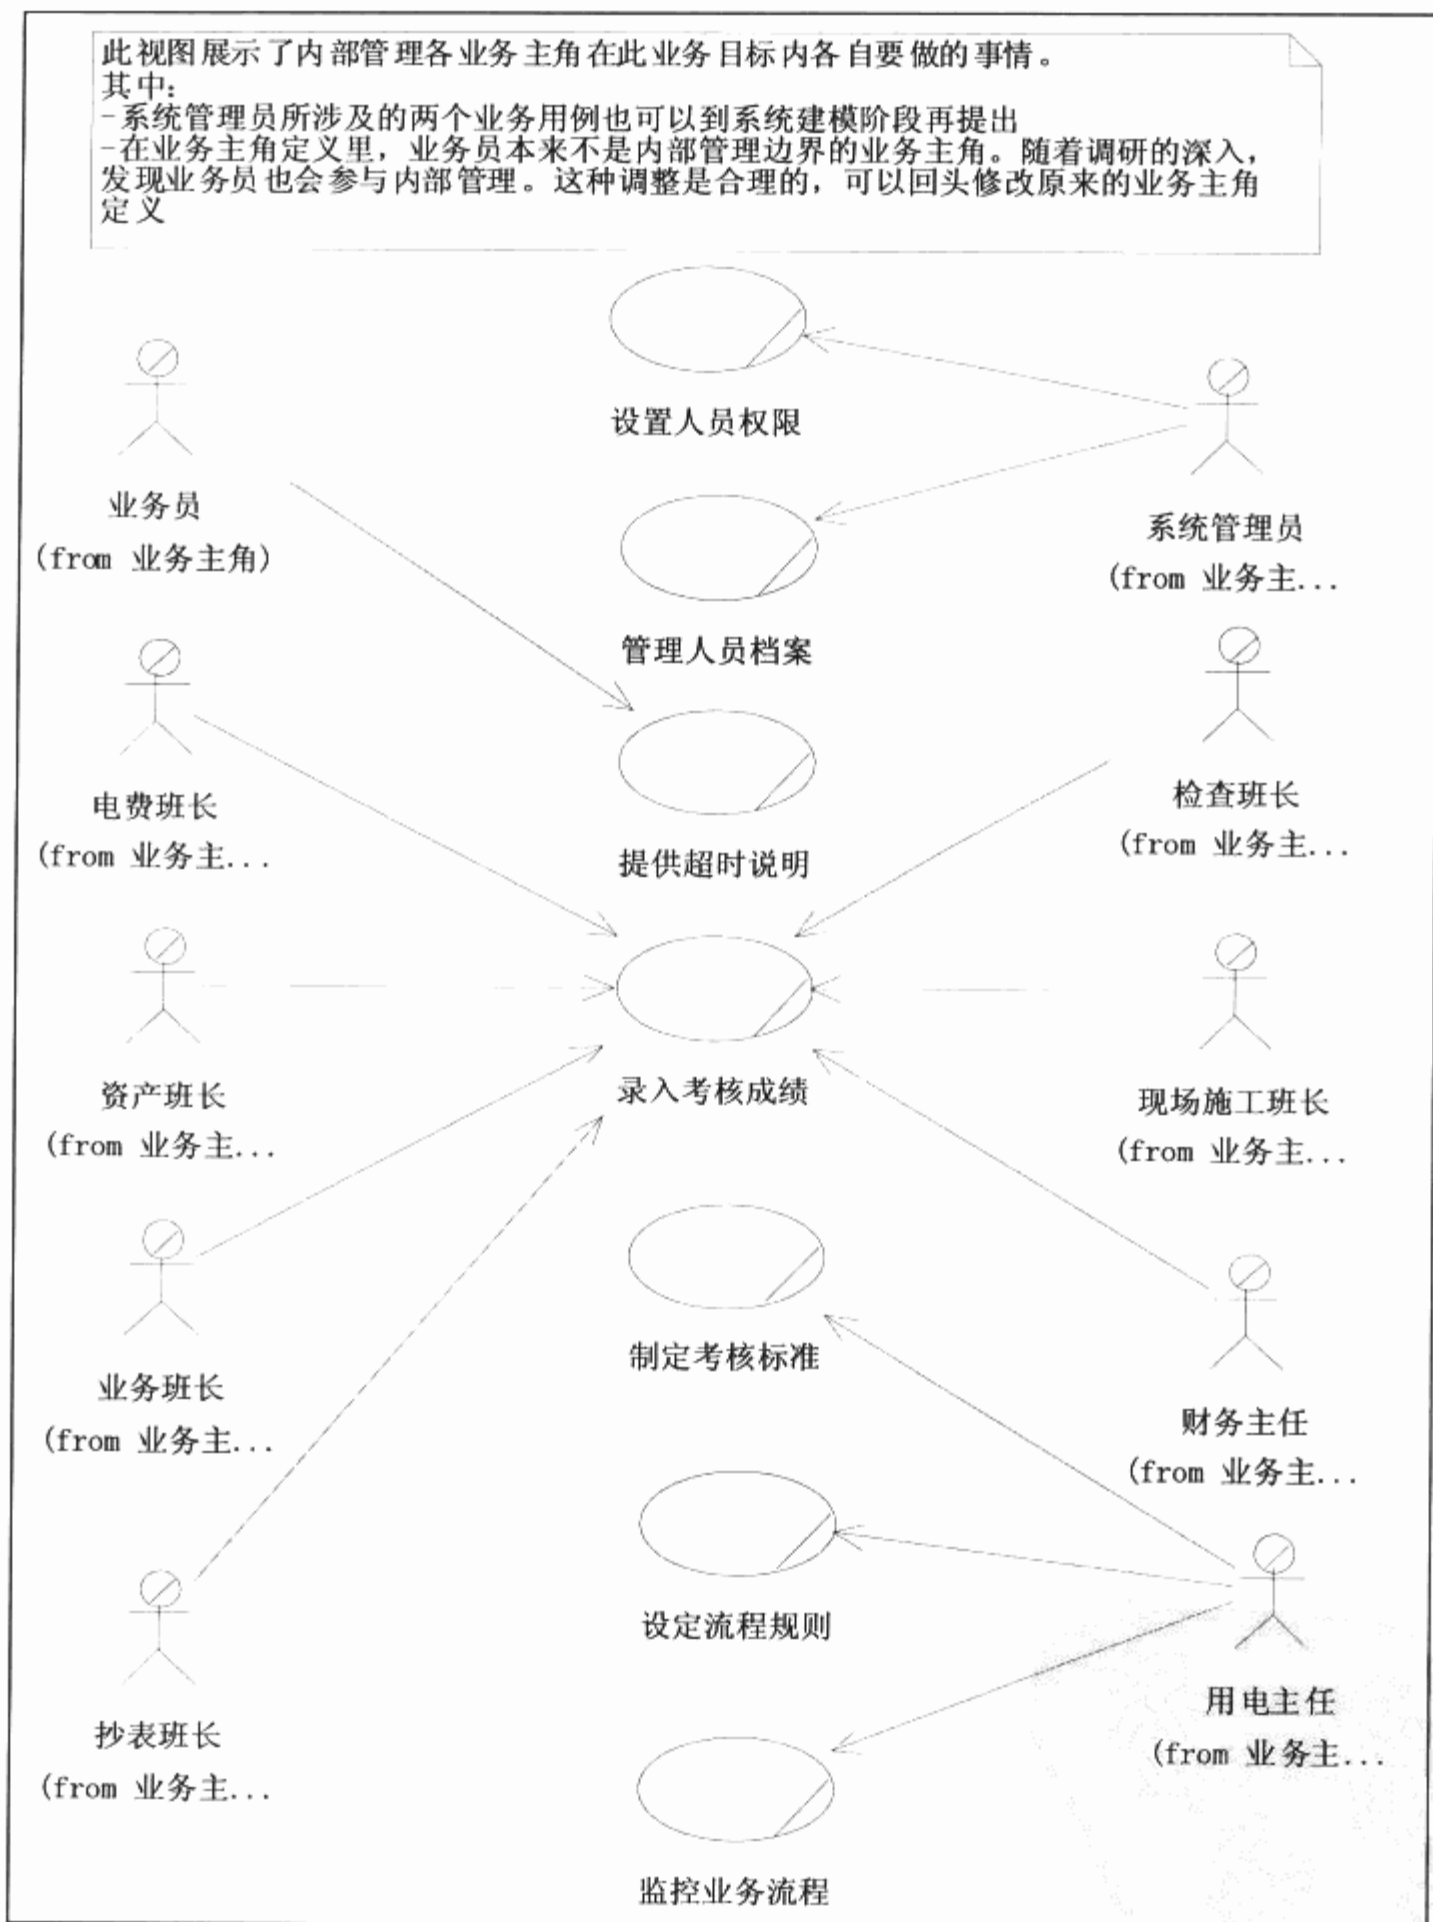 此视图展示了内部管理各业务主角在此业务目标内各自要做的事情。
其中:
-系统管理员所涉及的两个业务用例也可以到系统建模阶段再提出
-在业务主角定义里，业务员本来不是内部管理边界的业务主角。随着调研的深入，
发现业务员也会参与内部管理。这种调整是合理的，可以回头修改原来的业务主角
定义
设置人员权限
业务员
(from 业务主角)
系统管理员
(from 业务主...
管理人员档案
电费班长
(from 业务主...
检查班长
(from 业务主...
提供超时说明
资产班长
(from 业务主...
录入考核成绩
现场施工班长
(from 业务主...
业务班长
(from 业务主...
制定考核标准
财务主任
(from 业务主...
设定流程规则
抄表班长
(from 业务主...
用电主任
(from 业务主...
监控业务流程